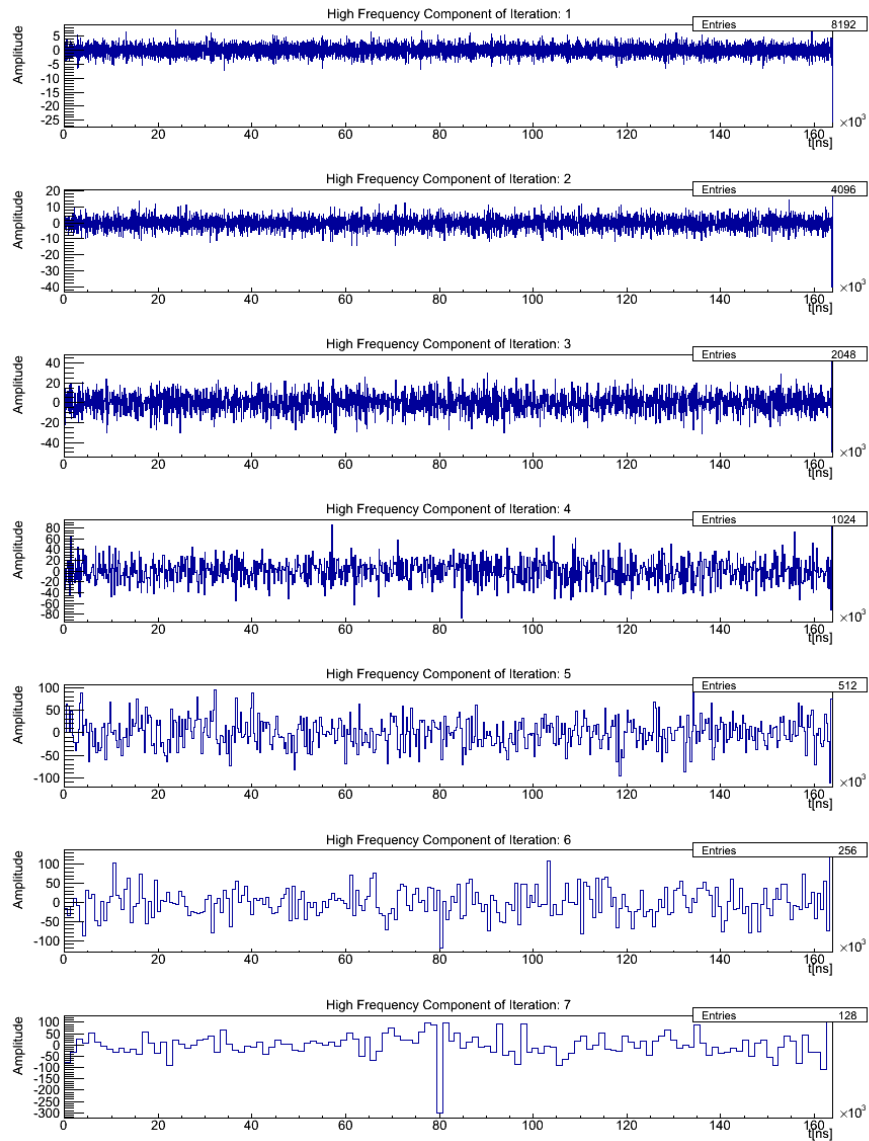 High Frequency Component of Iteration: 1
Entries 8192
Amplitude
5
0
-5
-10
-15
-20
-25
0 20 40 60 80 100 120 140 160
×10³
t[ns]
High Frequency Component of Iteration: 2
Entries 4096
Amplitude
20
10
0
-10
-20
-30
-40
0 20 40 60 80 100 120 140 160
×10³
t[ns]
High Frequency Component of Iteration: 3
Entries 2048
Amplitude
40
20
0
-20
-40
0 20 40 60 80 100 120 140 160
×10³
t[ns]
High Frequency Component of Iteration: 4
Entries 1024
Amplitude
80
60
40
20
0
-20
-40
-60
-80
0 20 40 60 80 100 120 140 160
×10³
t[ns]
High Frequency Component of Iteration: 5
Entries 512
Amplitude
100
50
0
-50
-100
0 20 40 60 80 100 120 140 160
×10³
t[ns]
High Frequency Component of Iteration: 6
Entries 256
Amplitude
100
50
0
-50
-100
0 20 40 60 80 100 120 140 160
×10³
t[ns]
High Frequency Component of Iteration: 7
Entries 128
Amplitude
100
50
0
-50
-100
-150
-200
-250
-300
0 20 40 60 80 100 120 140 160
×10³
t[ns]